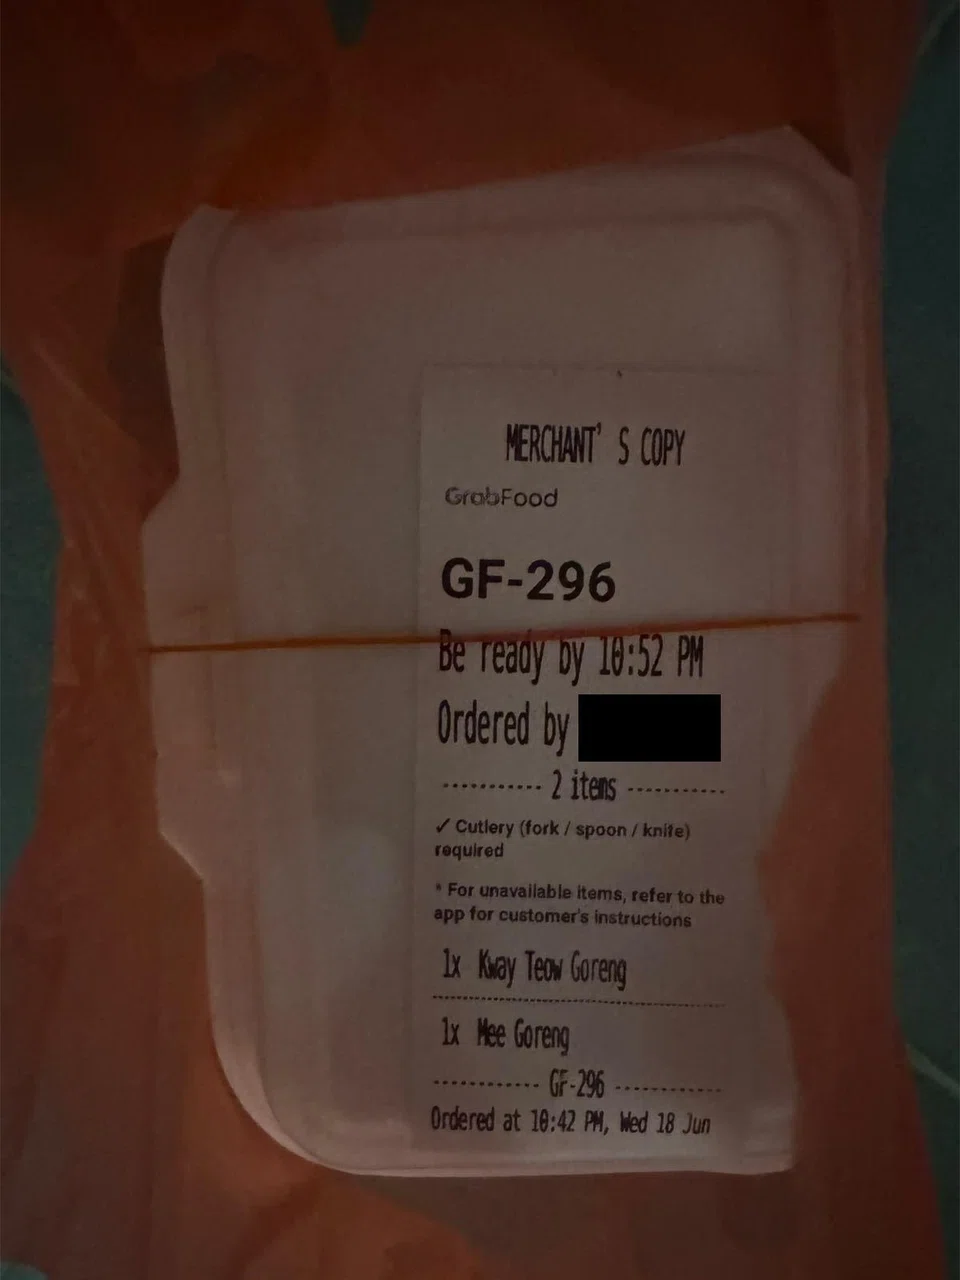 MERCHANT' S COPY
GrabFood
GF-296
Be ready by 10:52 PM
Ordered by
----------- 2 items -----------
✓ Cutlery (fork / spoon / knife)
required
* For unavailable items, refer to the
app for customer's instructions
1x Kway Teow Goreng
1x Mee Goreng
------------ GF-296 ------------
Ordered at 10:42 PM, Wed 18 Jun